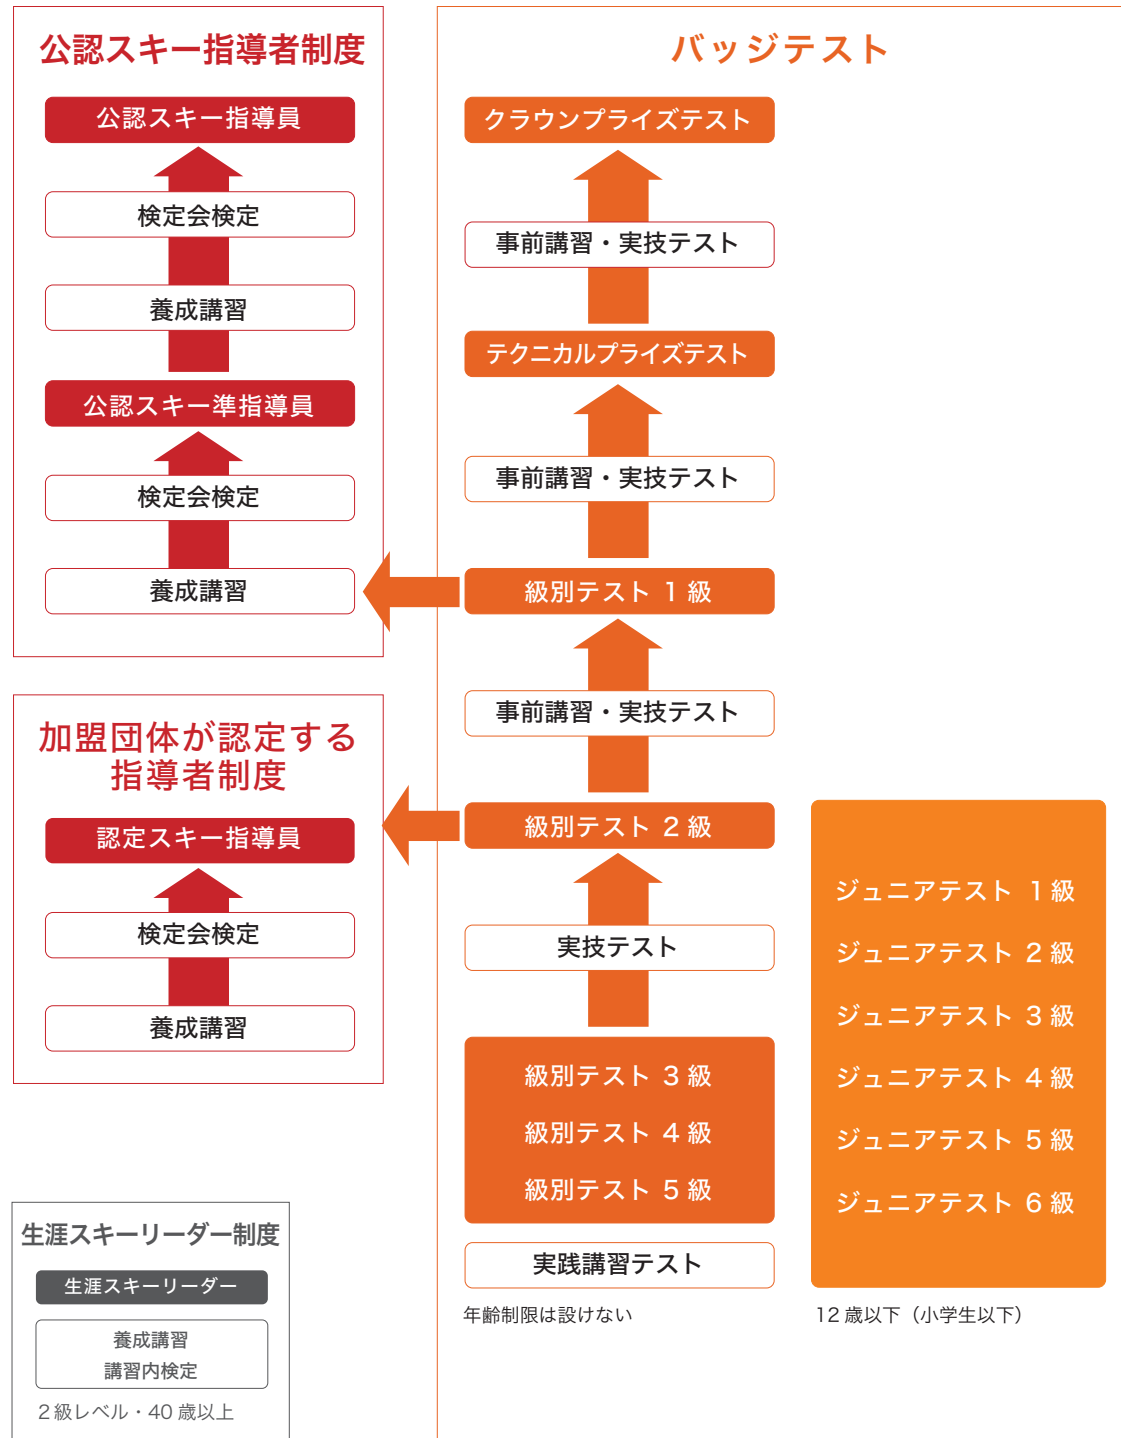 公認スキー指導者制度
公認スキー指導員
検定会検定
養成講習
公認スキー準指導員
検定会検定
養成講習
加盟団体が認定する
指導者制度
認定スキー指導員
検定会検定
養成講習
生涯スキーリーダー制度
生涯スキーリーダー
養成講習
講習内検定
2級レベル・40歳以上
バッジテスト
クラウンプライズテスト
事前講習・実技テスト
テクニカルプライズテスト
事前講習・実技テスト
級別テスト 1級
事前講習・実技テスト
級別テスト 2級
実技テスト
級別テスト 3級
級別テスト 4級
級別テスト 5級
実践講習テスト
年齢制限は設けない
ジュニアテスト 1級
ジュニアテスト 2級
ジュニアテスト 3級
ジュニアテスト 4級
ジュニアテスト 5級
ジュニアテスト 6級
12歳以下（小学生以下）